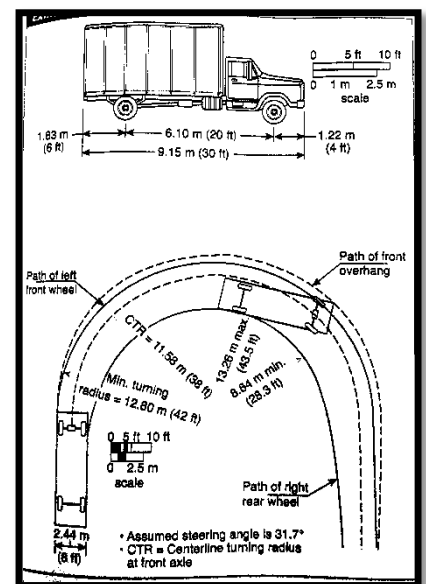 0 5 ft 10 ft
0 1 m 2.5 m
scale
1.83 m
(6 ft)
6.10 m (20 ft)
1.22 m
(4 ft)
9.15 m (30 ft)
Path of left
front wheel
Path of front
overhang
CTR = 11.58 m (38 ft)
13.26 m max.
(43.5 ft)
8.64 m min.
(28.3 ft)
Min. turning
radius = 12.80 m (42 ft)
0 5 ft 10 ft
0 2.5 m
scale
Path of right
rear wheel
2.44 m
(8 ft)
• Assumed steering angle is 31.7°
• CTR = Centerline turning radius
at front axle